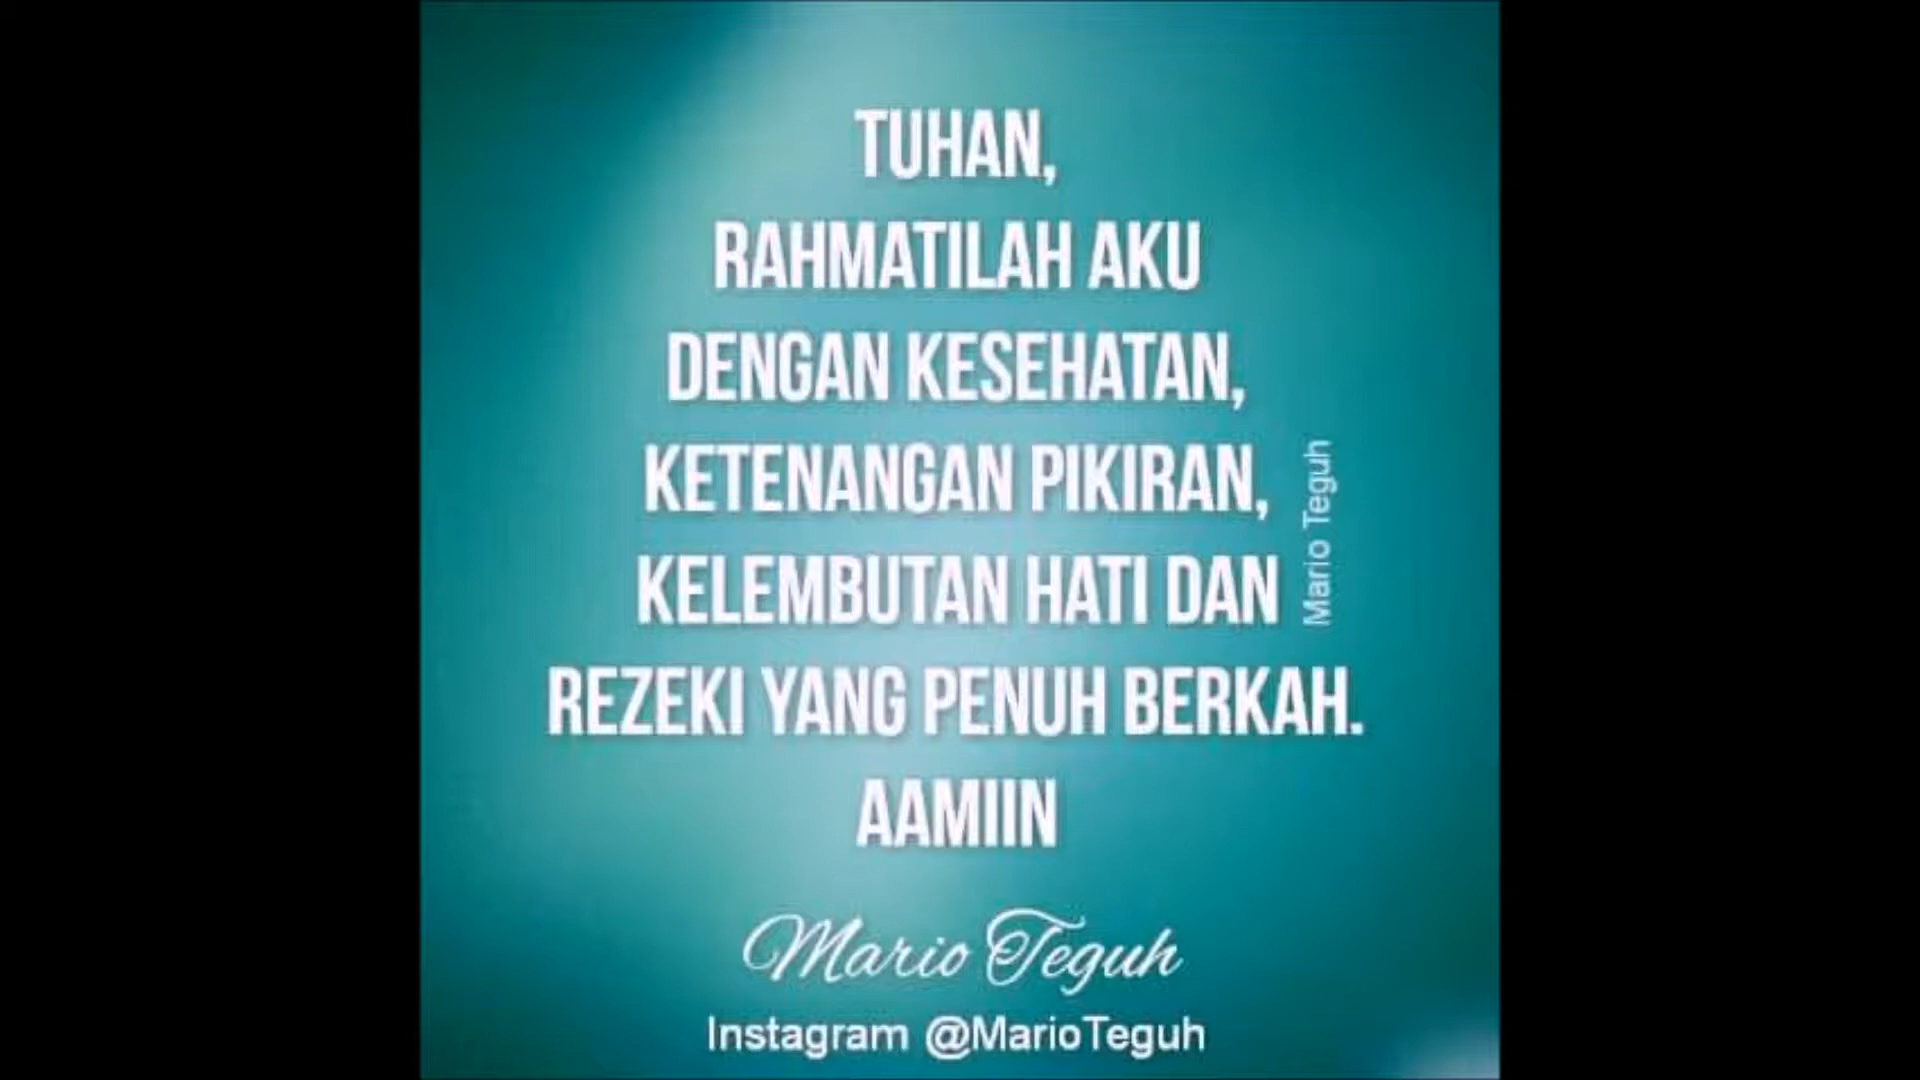 TUHAN,
RAHMATILAH AKU
DENGAN KESEHATAN,
KETENANGAN PIKIRAN,
KELEMBUTAN HATI DAN
REZEKI YANG PENUH BERKAH.
AAMIIN
Mario Teguh
Mario Teguh
Instagram @MarioTeguh